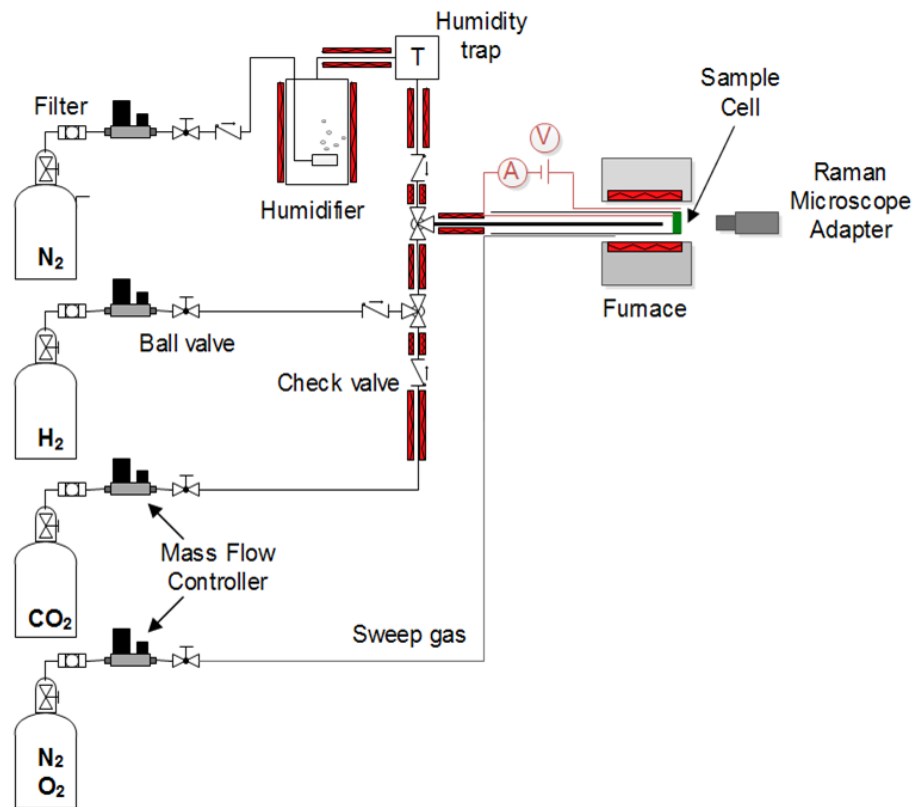 Humidity
trap
T
Sample
Cell
Filter
V
A
Raman
Microscope
Adapter
Humidifier
N₂
Furnace
Ball valve
Check valve
H₂
Mass Flow
Controller
CO₂
Sweep gas
N₂
O₂